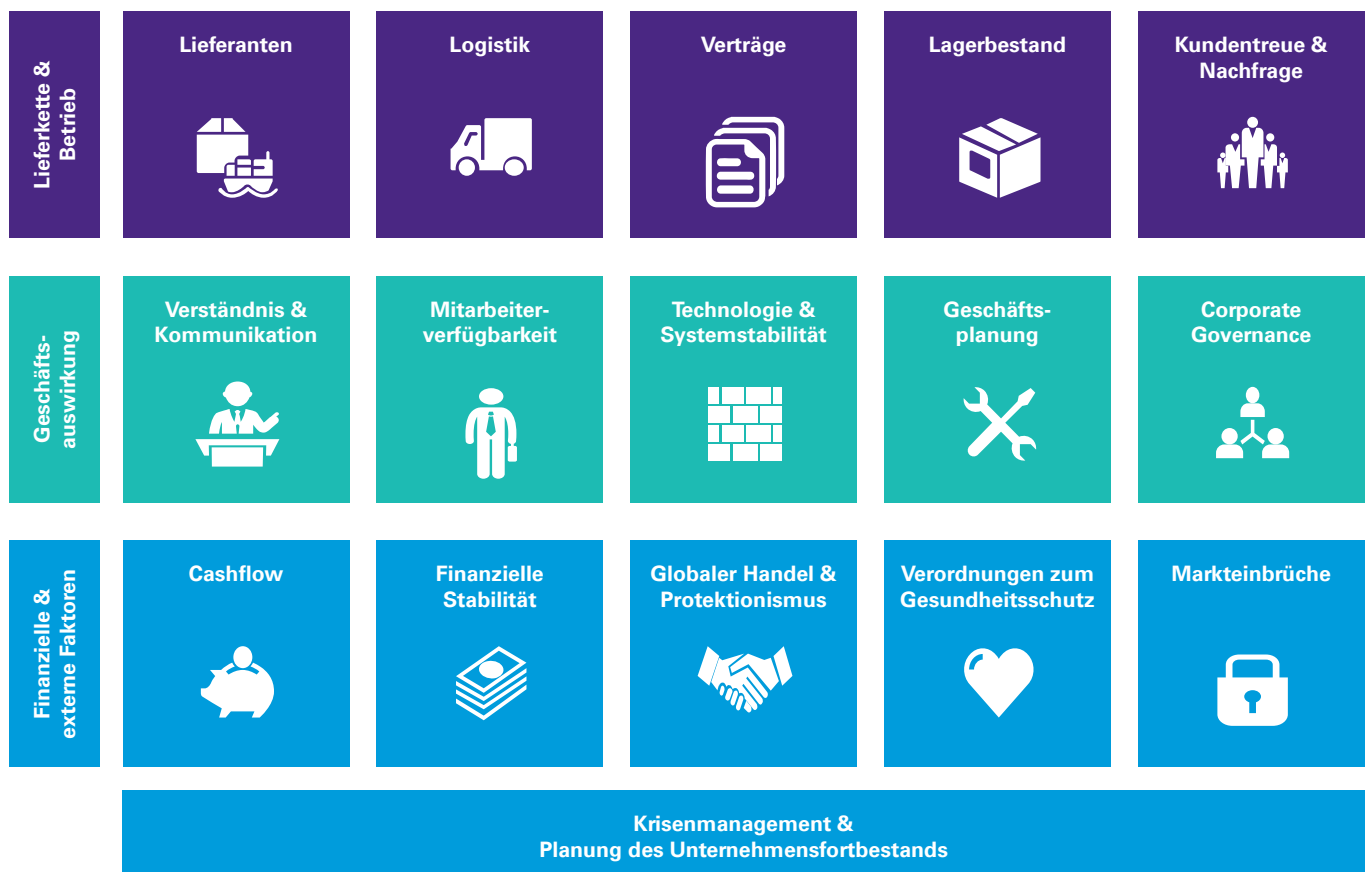 Lieferkette &
Betrieb
Lieferanten
Logistik
Verträge
Lagerbestand
Kundentreue &
Nachfrage
Geschäfts-
auswirkung
Verständnis &
Kommunikation
Mitarbeiter-
verfügbarkeit
Technologie &
Systemstabilität
Geschäfts-
planung
Corporate
Governance
Finanzielle &
externe Faktoren
Cashflow
Finanzielle
Stabilität
Globaler Handel &
Protektionismus
Verordnungen zum
Gesundheitsschutz
Markteinbrüche
Krisenmanagement &
Planung des Unternehmensfortbestands